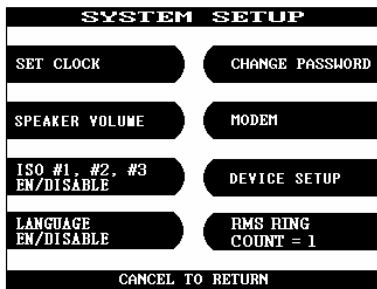 SYSTEM SETUP
SET CLOCK
CHANGE PASSWORD
SPEAKER VOLUME
MODEM
ISO #1, #2, #3
EN/DISABLE
DEVICE SETUP
LANGUAGE
EN/DISABLE
RMS RING
COUNT = 1
CANCEL TO RETURN